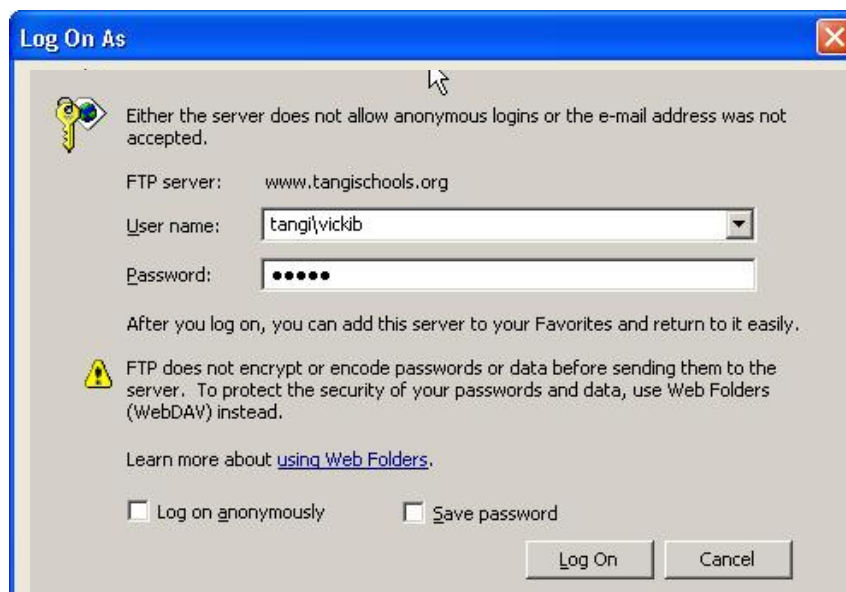 Log On As
Either the server does not allow anonymous logins or the e-mail address was not
accepted.
FTP server: www.tangischools.org
User name: tangi\vickib
Password: •••••
After you log on, you can add this server to your Favorites and return to it easily.
FTP does not encrypt or encode passwords or data before sending them to the
server. To protect the security of your passwords and data, use Web Folders
(WebDAV) instead.
Learn more about using Web Folders.
Log on anonymously Save password
Log On Cancel